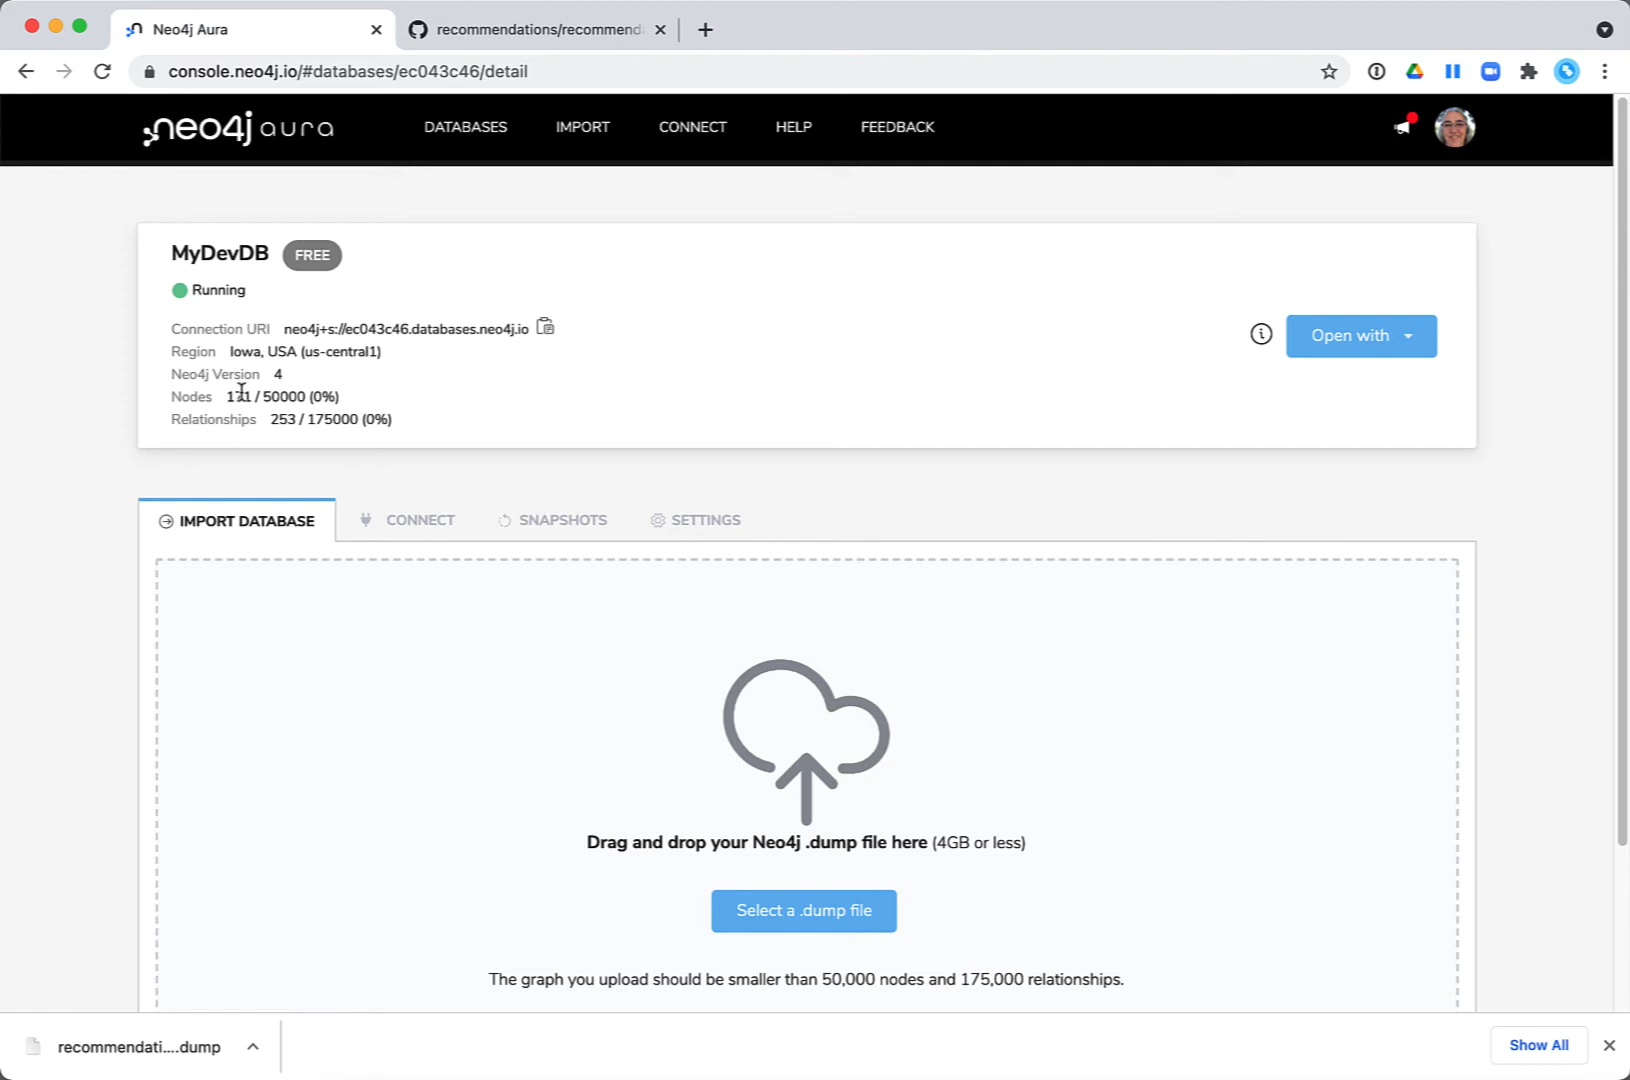 Neo4j Aura
recommendations/recommend
console.neo4j.io/#databases/ec043c46/detail
neo4j aura
DATABASES
IMPORT
CONNECT
HELP
FEEDBACK
MyDevDB
FREE
Running
Connection URI neo4j+s://ec043c46.databases.neo4j.io
Region Iowa, USA (us-central1)
Neo4j Version 4
Nodes 171 / 50000 (0%)
Relationships 253 / 175000 (0%)
Open with
IMPORT DATABASE
CONNECT
SNAPSHOTS
SETTINGS
Drag and drop your Neo4j .dump file here (4GB or less)
Select a .dump file
The graph you upload should be smaller than 50,000 nodes and 175,000 relationships.
recommendati....dump
Show All